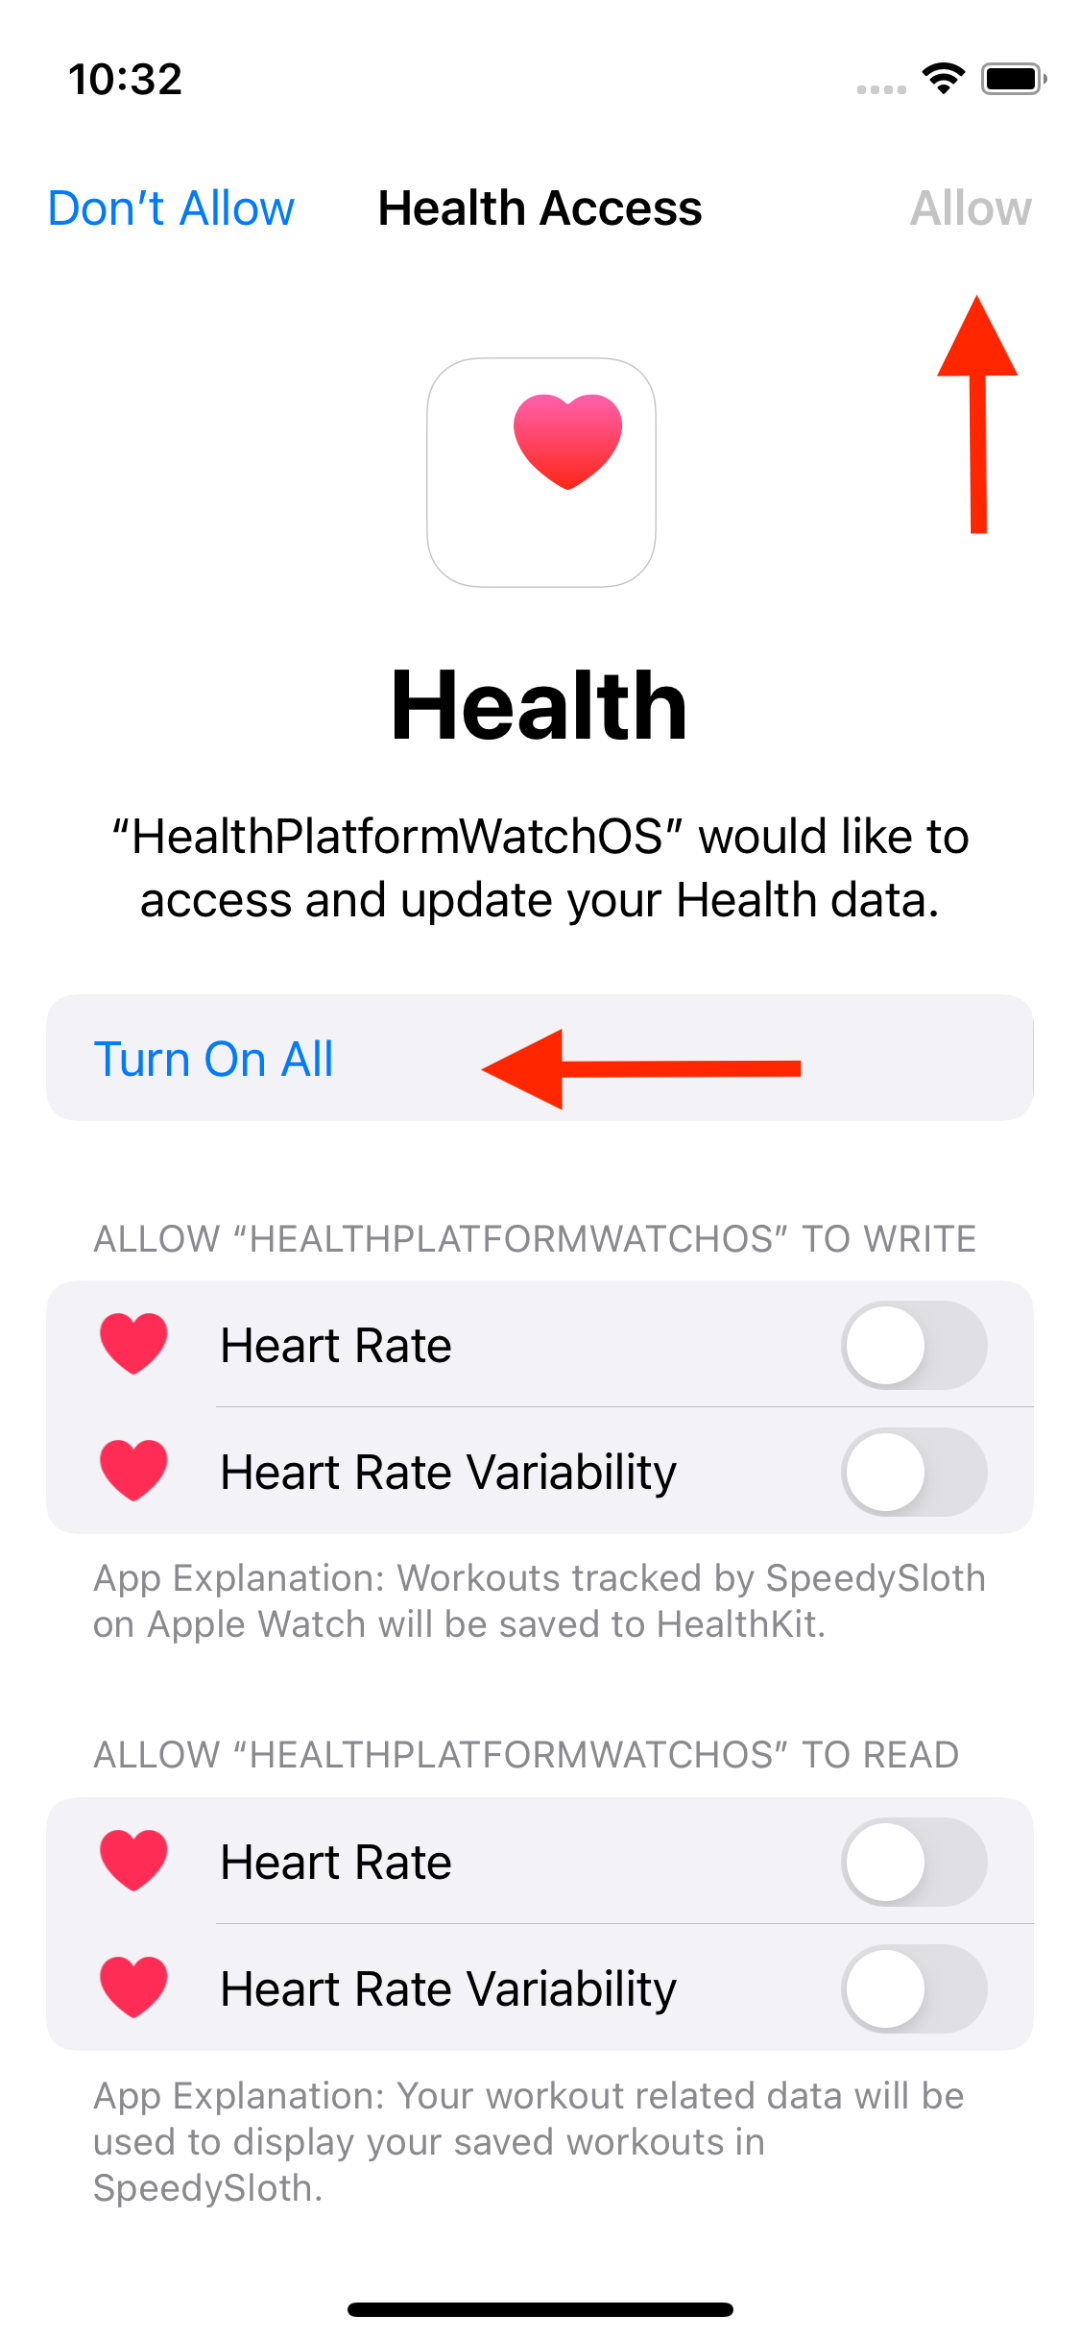 10:32
Don’t Allow Health Access Allow
Health
“HealthPlatformWatchOS” would like to
access and update your Health data.
Turn On All
ALLOW “HEALTHPLATFORMWATCHOS” TO WRITE
Heart Rate
Heart Rate Variability
App Explanation: Workouts tracked by SpeedySloth
on Apple Watch will be saved to HealthKit.
ALLOW “HEALTHPLATFORMWATCHOS” TO READ
Heart Rate
Heart Rate Variability
App Explanation: Your workout related data will be
used to display your saved workouts in
SpeedySloth.